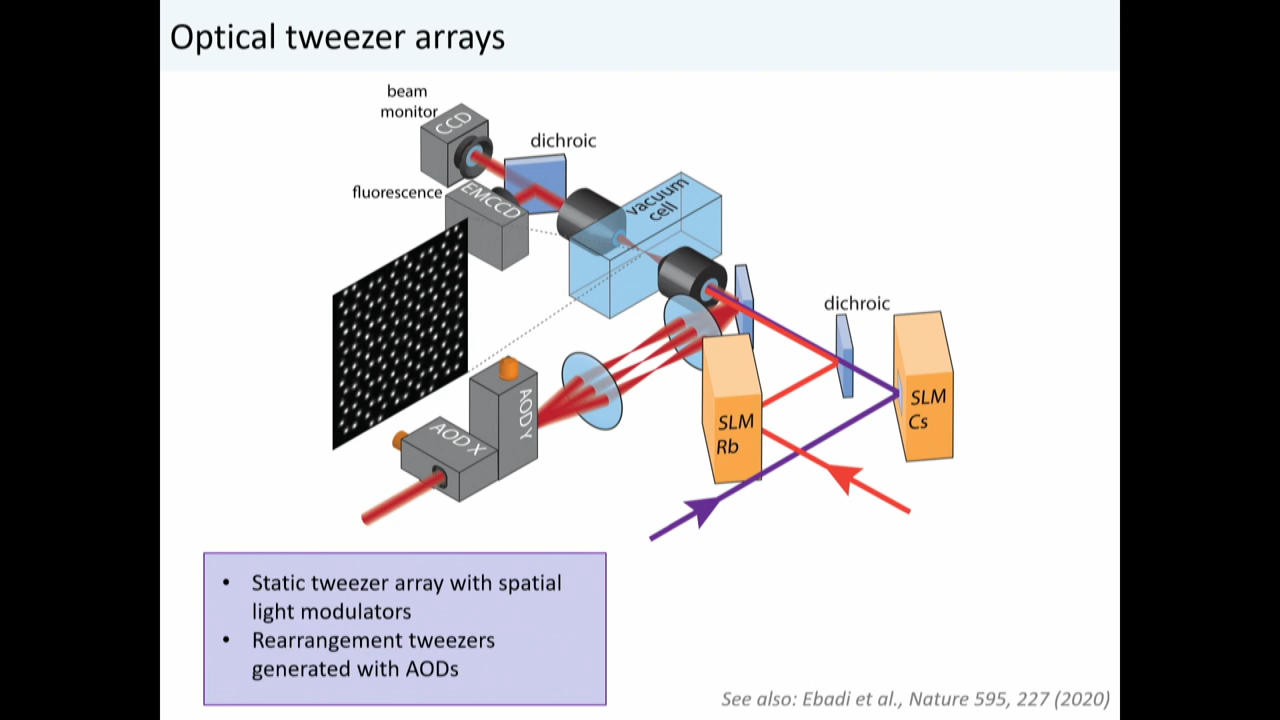 Optical tweezer arrays
beam
monitor
CCD
dichroic
fluorescence
EMCCD
vacuum
cell
dichroic
SLM
Cs
SLM
Rb
AOD Y
AOD X
• Static tweezer array with spatial
light modulators
• Rearrangement tweezers
generated with AODs
See also: Ebadi et al., Nature 595, 227 (2020)